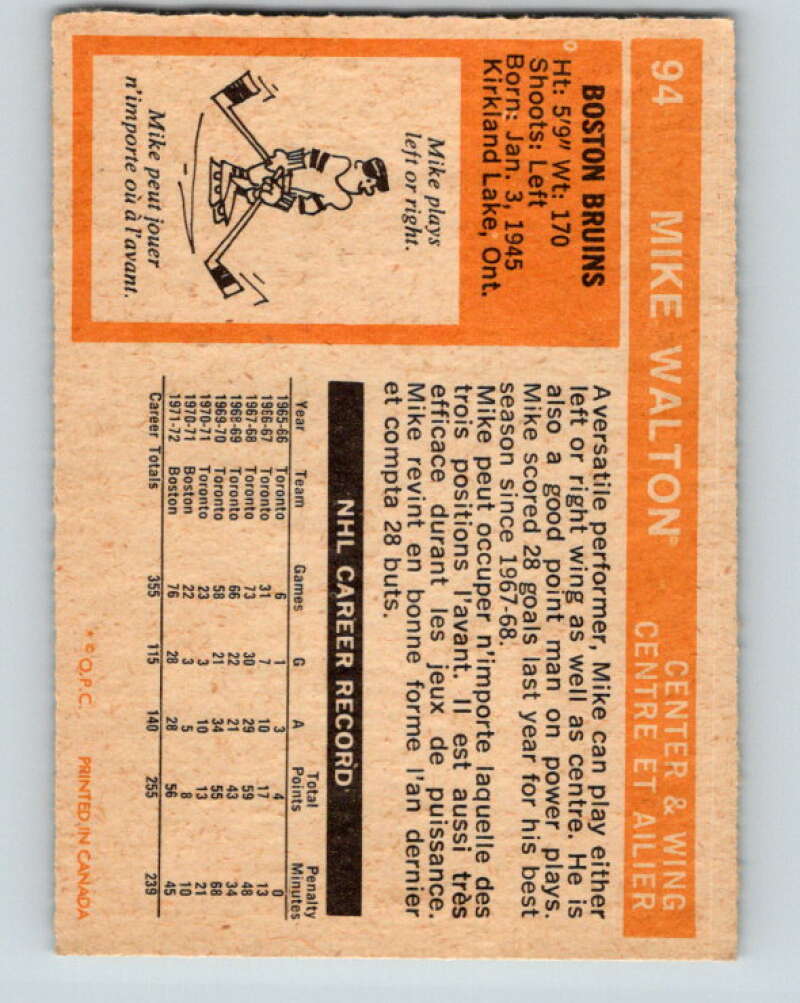 94 MIKE WALTON CENTER & WING
CENTRE ET AILIER
BOSTON BRUINS
Ht: 5'9" Wt: 170
Shoots: Left
Born: Jan. 3, 1945
Kirkland Lake, Ont.
Mike plays
left or right.
Mike peut jouer
n'importe où à l'avant.
A versatile performer, Mike can play either
left or right wing as well as centre. He is
also a good point man on power plays.
Mike scored 28 goals last year for his best
season since 1967-68.
Mike peut occuper n'importe laquelle des
trois positions l'avant. Il est aussi très
efficace durant les jeux de puissance.
Mike revint en bonne forme l'an dernier
et compta 28 buts.
NHL CAREER RECORD
Year Team Games G A Total Points Penalty Minutes
1965-66 Toronto 6 1 3 4 0
1966-67 Toronto 31 7 10 17 13
1967-68 Toronto 73 30 29 59 48
1968-69 Toronto 66 22 21 43 34
1969-70 Toronto 58 21 34 55 68
1970-71 Toronto 23 3 10 13 21
1970-71 Boston 22 3 5 8 10
1971-72 Boston 76 28 28 56 45
Career Totals 355 115 140 255 239
* © O.P.C. PRINTED IN CANADA